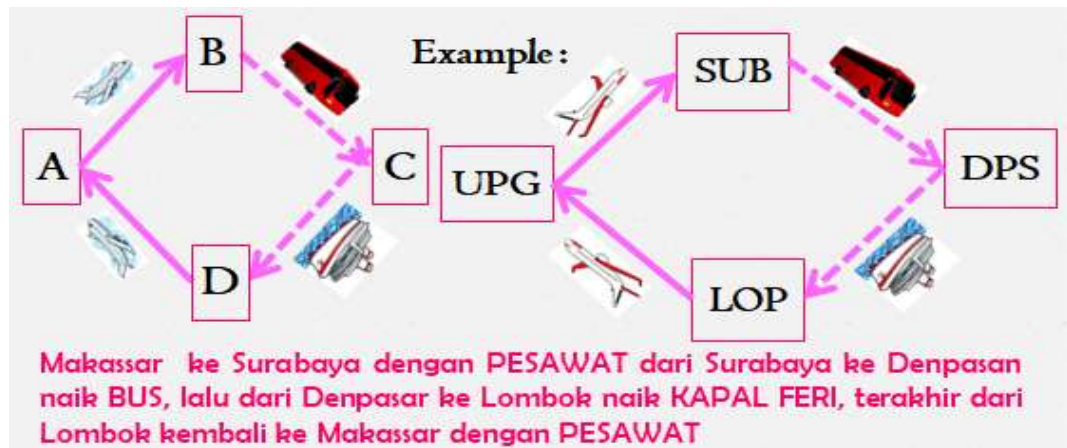 B
Example :
SUB
A
C
UPG
DPS
D
LOP
Makassar ke Surabaya dengan PESAWAT dari Surabaya ke Denpasan
naik BUS, lalu dari Denpasar ke Lombok naik KAPAL FERI, terakhir dari
Lombok kembali ke Makassar dengan PESAWAT